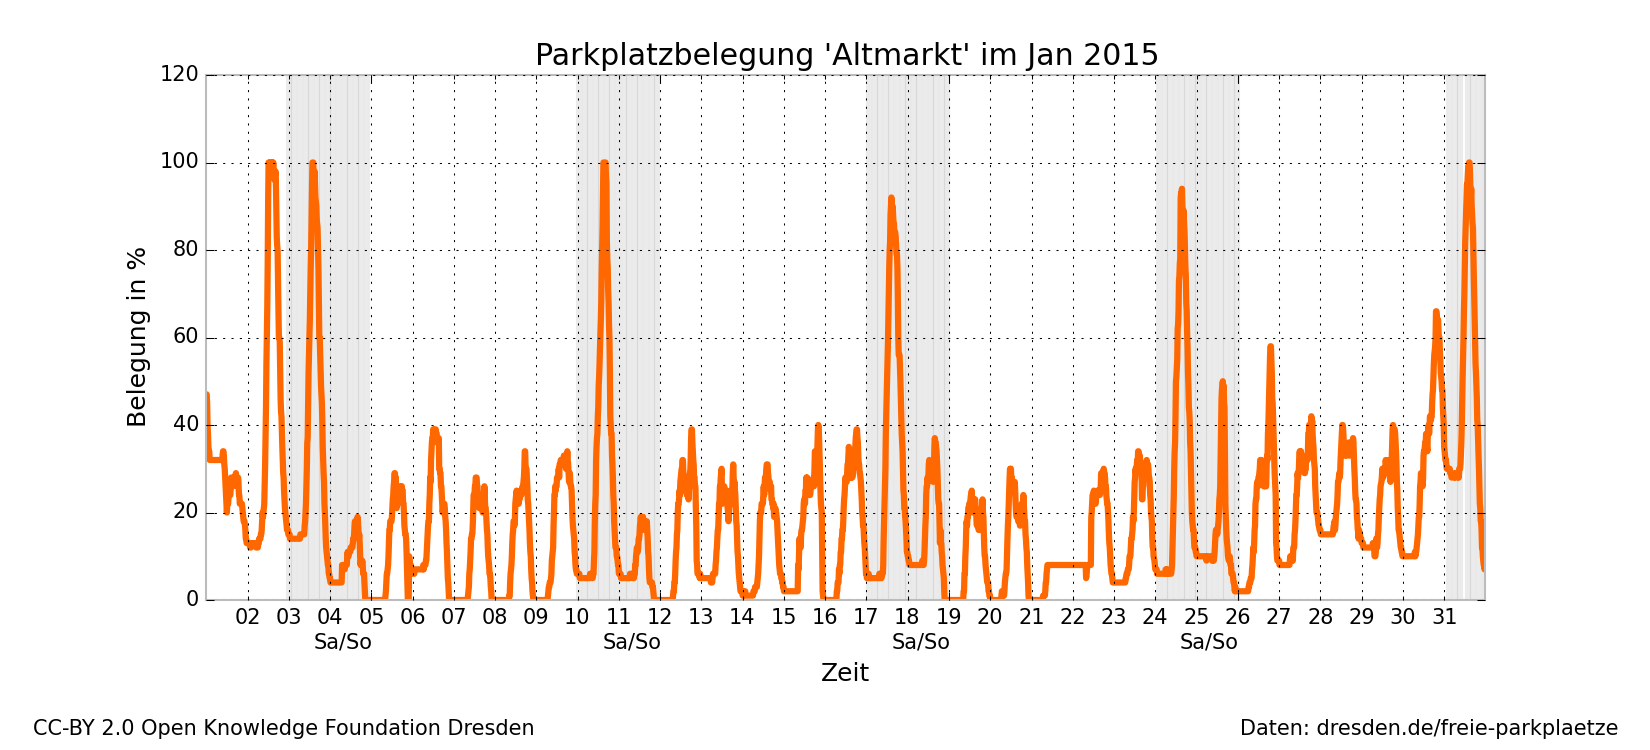 Parkplatzbelegung 'Altmarkt' im Jan 2015
120
100
80
60
40
20
0
Belegung in %
02 03 04 05 06 07 08 09 10 11 12 13 14 15 16 17 18 19 20 21 22 23 24 25 26 27 28 29 30 31
Sa/So Sa/So Sa/So Sa/So
Zeit
CC-BY 2.0 Open Knowledge Foundation Dresden
Daten: dresden.de/freie-parkplaetze